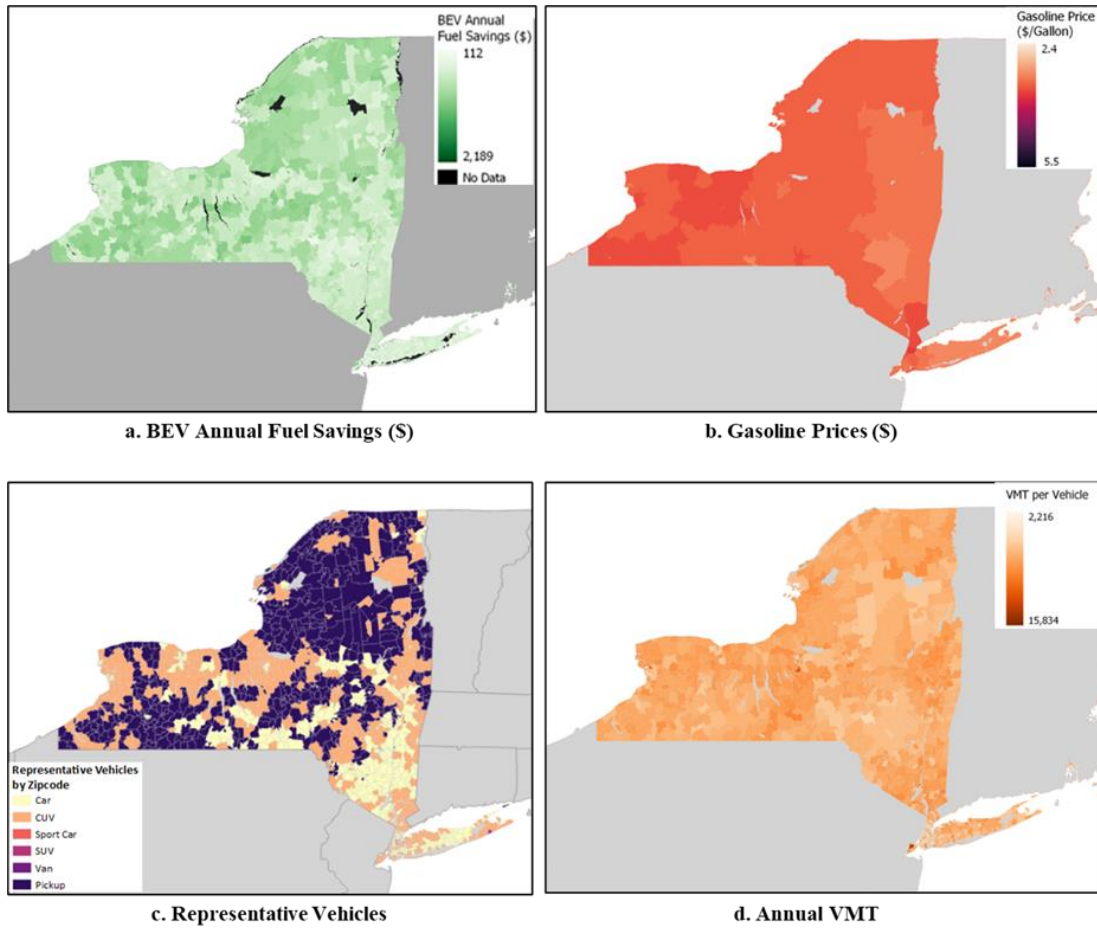 BEV Annual
Fuel Savings ($)
112
2,189
No Data
a. BEV Annual Fuel Savings ($)
Gasoline Price
($/Gallon)
2.4
5.5
b. Gasoline Prices ($)
Representative Vehicles
by Zipcode
Car
CUV
Sport Car
SUV
Van
Pickup
c. Representative Vehicles
VMT per Vehicle
2,216
15,834
d. Annual VMT